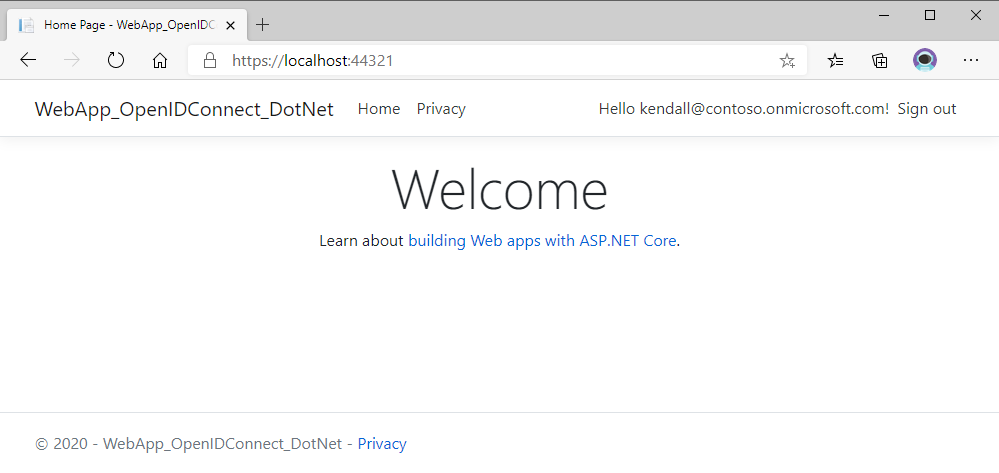 Home Page - WebApp_OpenIDC
https://localhost:44321
WebApp_OpenIDConnect_DotNet Home Privacy Hello kendall@contoso.onmicrosoft.com! Sign out
Welcome
Learn about building Web apps with ASP.NET Core.
© 2020 - WebApp_OpenIDConnect_DotNet - Privacy